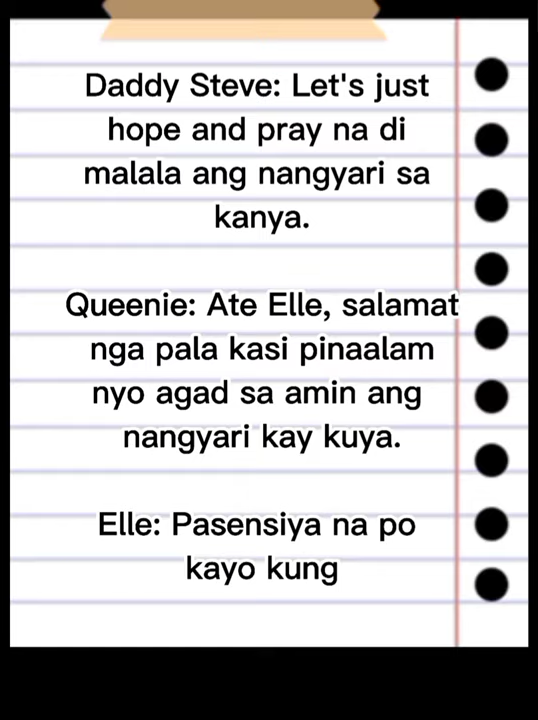 Daddy Steve: Let's just
hope and pray na di
malala ang nangyari sa
kanya.
Queenie: Ate Elle, salamat
nga pala kasi pinaalam
nyo agad sa amin ang
nangyari kay kuya.
Elle: Pasensiya na po
kayo kung